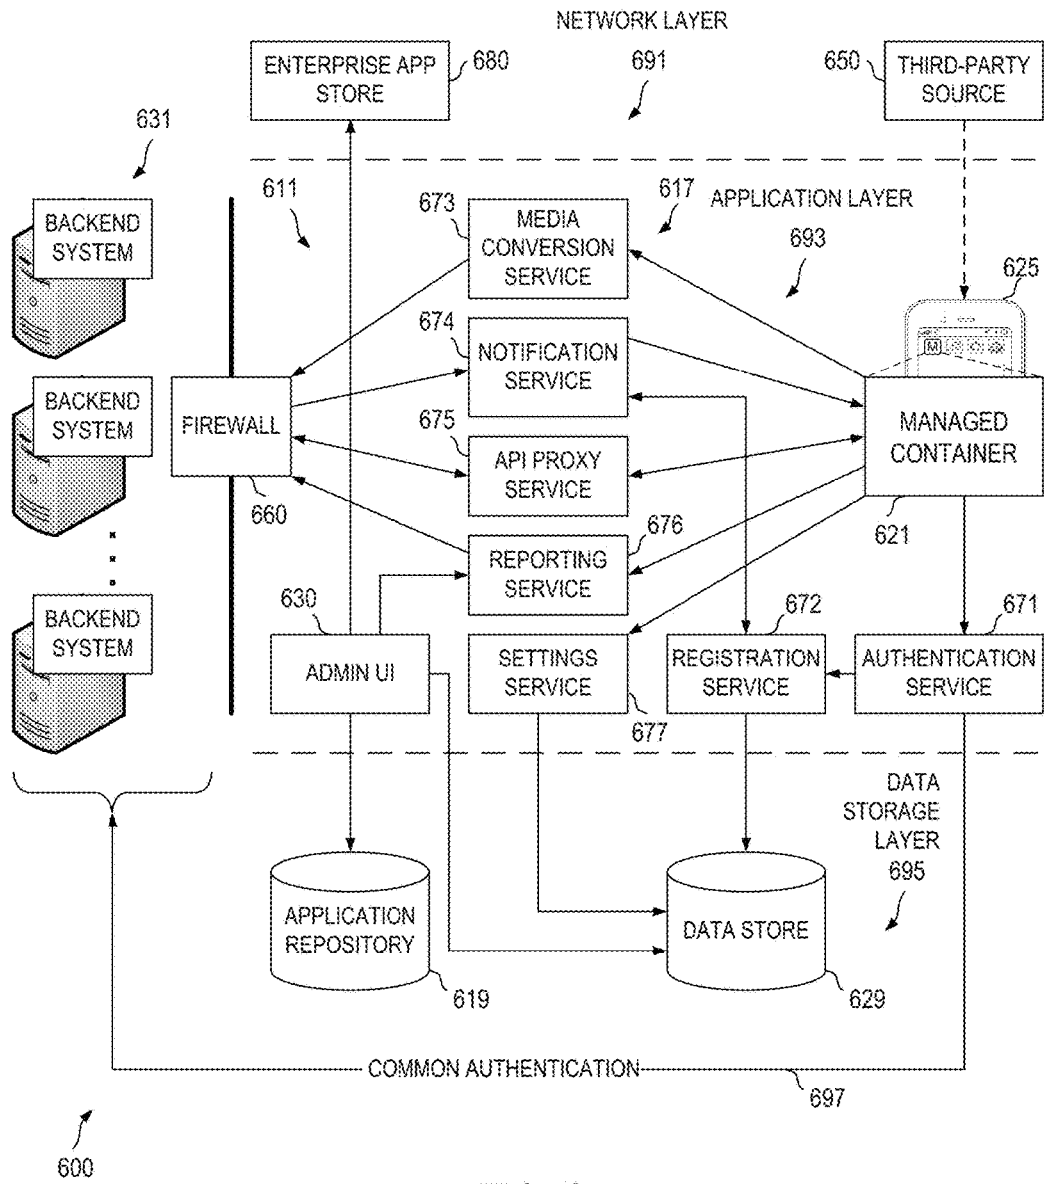 NETWORK LAYER
691
ENTERPRISE APP
STORE
680
650
THIRD-PARTY
SOURCE
631
611
673
MEDIA
CONVERSION
SERVICE
617
APPLICATION LAYER
693
625
BACKEND
SYSTEM
674
NOTIFICATION
SERVICE
672
M
BACKEND
SYSTEM
FIREWALL
660
675
API PROXY
SERVICE
MANAGED
CONTAINER
621
676
REPORTING
SERVICE
BACKEND
SYSTEM
630
ADMIN UI
SETTINGS
SERVICE
677
REGISTRATION
SERVICE
672
671
AUTHENTICATION
SERVICE
DATA
STORAGE
LAYER
695
APPLICATION
REPOSITORY
619
DATA STORE
629
COMMON AUTHENTICATION
697
600